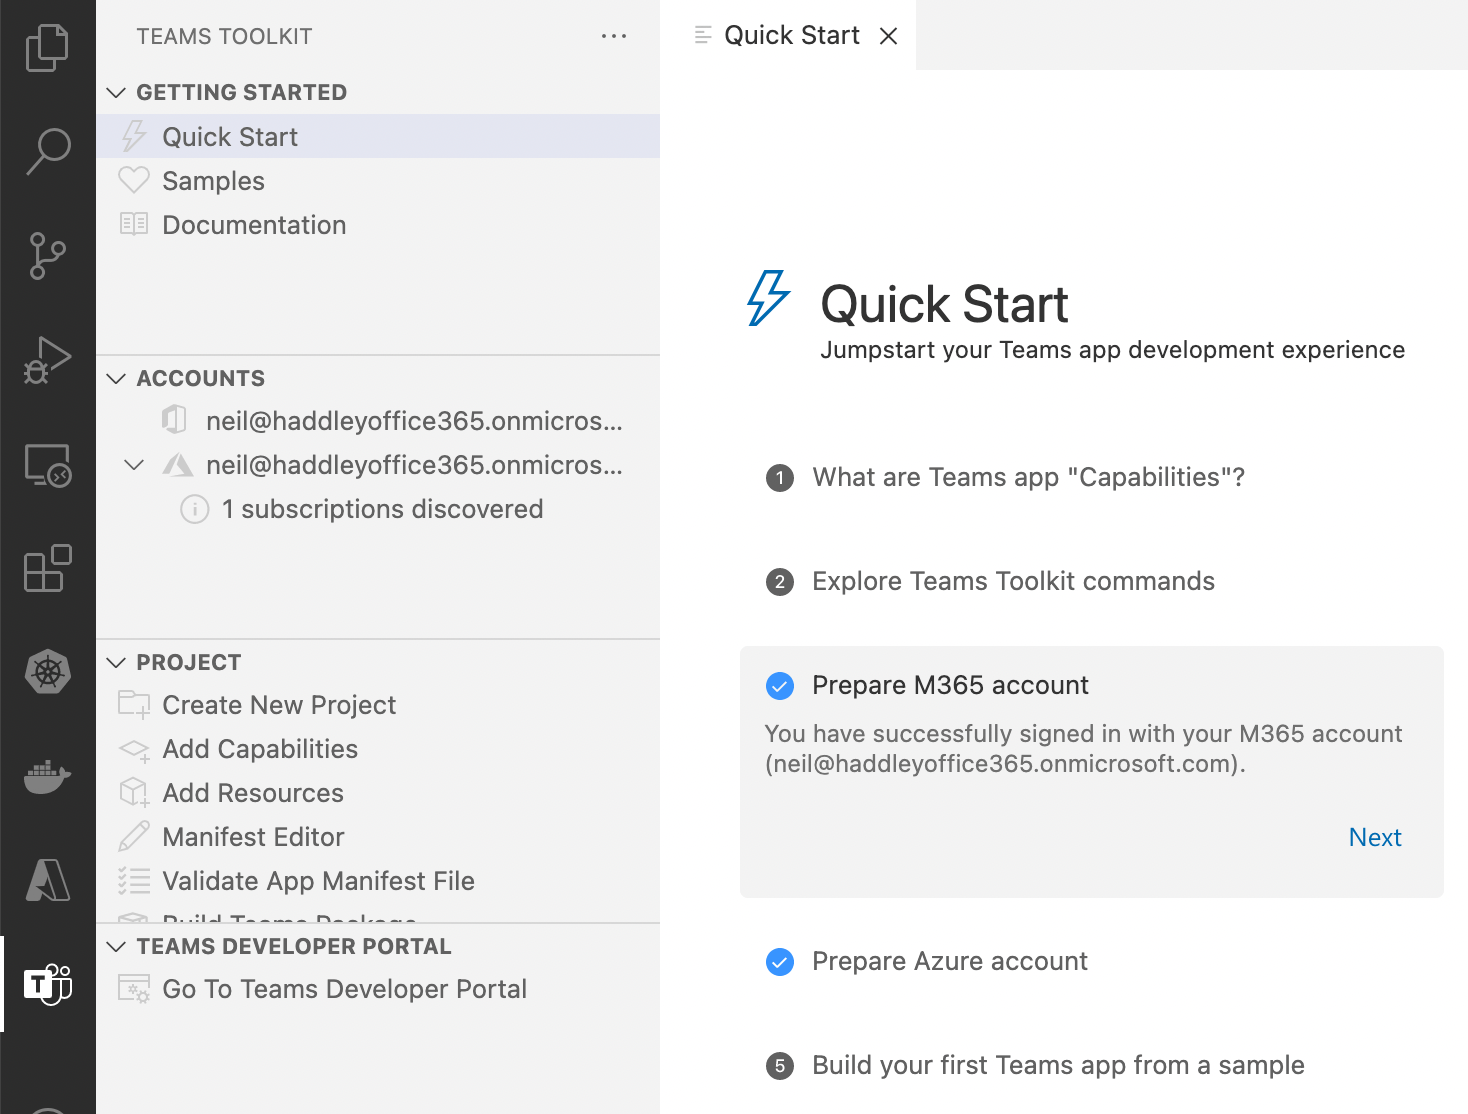 TEAMS TOOLKIT
GETTING STARTED
Quick Start
Samples
Documentation
ACCOUNTS
neil@haddleyoffice365.onmicros...
neil@haddleyoffice365.onmicros...
1 subscriptions discovered
PROJECT
Create New Project
Add Capabilities
Add Resources
Manifest Editor
Validate App Manifest File
Build Teams Package
TEAMS DEVELOPER PORTAL
T
Go To Teams Developer Portal
Quick Start
Quick Start
Jumpstart your Teams app development experience
1 What are Teams app "Capabilities"?
2 Explore Teams Toolkit commands
Prepare M365 account
You have successfully signed in with your M365 account
(neil@haddleyoffice365.onmicrosoft.com).
Next
Prepare Azure account
5 Build your first Teams app from a sample